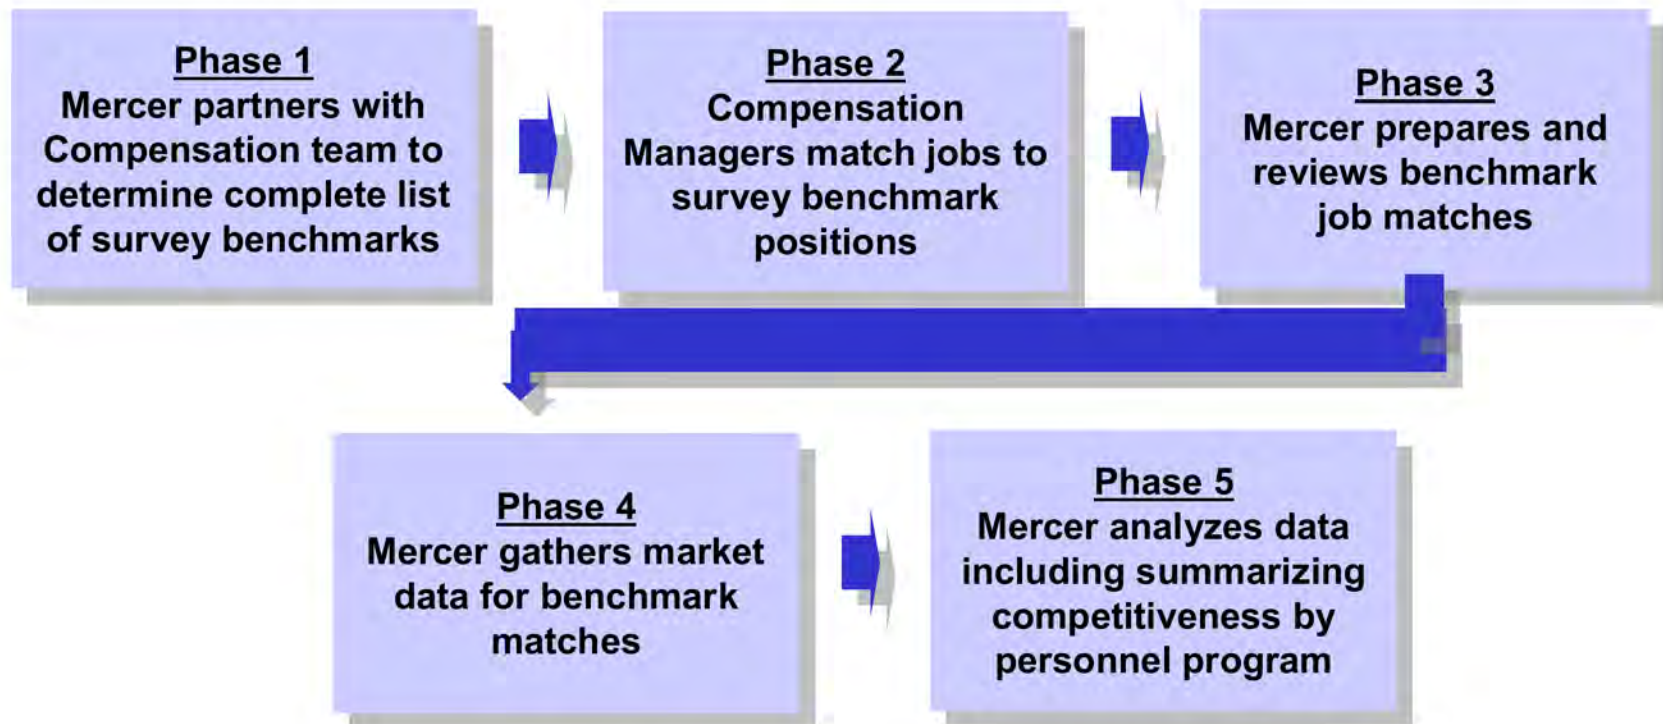 Phase 1
Mercer partners with
Compensation team to
determine complete list
of survey benchmarks
Phase 2
Compensation
Managers match jobs to
survey benchmark
positions
Phase 3
Mercer prepares and
reviews benchmark
job matches
Phase 4
Mercer gathers market
data for benchmark
matches
Phase 5
Mercer analyzes data
including summarizing
competitiveness by
personnel program